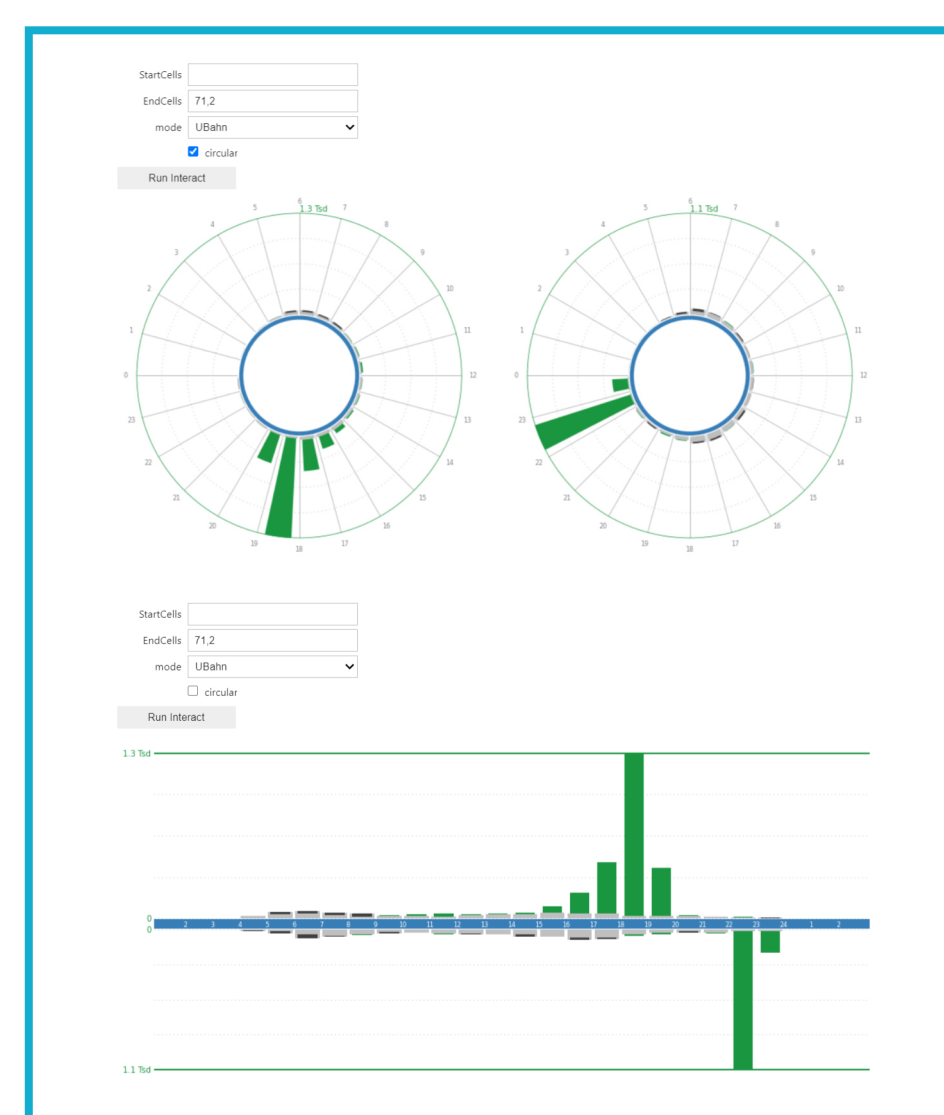 StartCells
EndCells 71,2
mode UBahn
circular
Run Interact
1.3 Tsd
0 1 2 3 4 5 6 7 8 9 10 11 12 13 14 15 16 17 18 19 20 21 22 23
1.1 Tsd
0 1 2 3 4 5 6 7 8 9 10 11 12 13 14 15 16 17 18 19 20 21 22 23
StartCells
EndCells 71,2
mode UBahn
circular
Run Interact
1.3 Tsd
0
2 3 4 5 6 7 8 9 10 11 12 13 14 15 16 17 18 19 20 21 22 23 24 1 2
0
1.1 Tsd